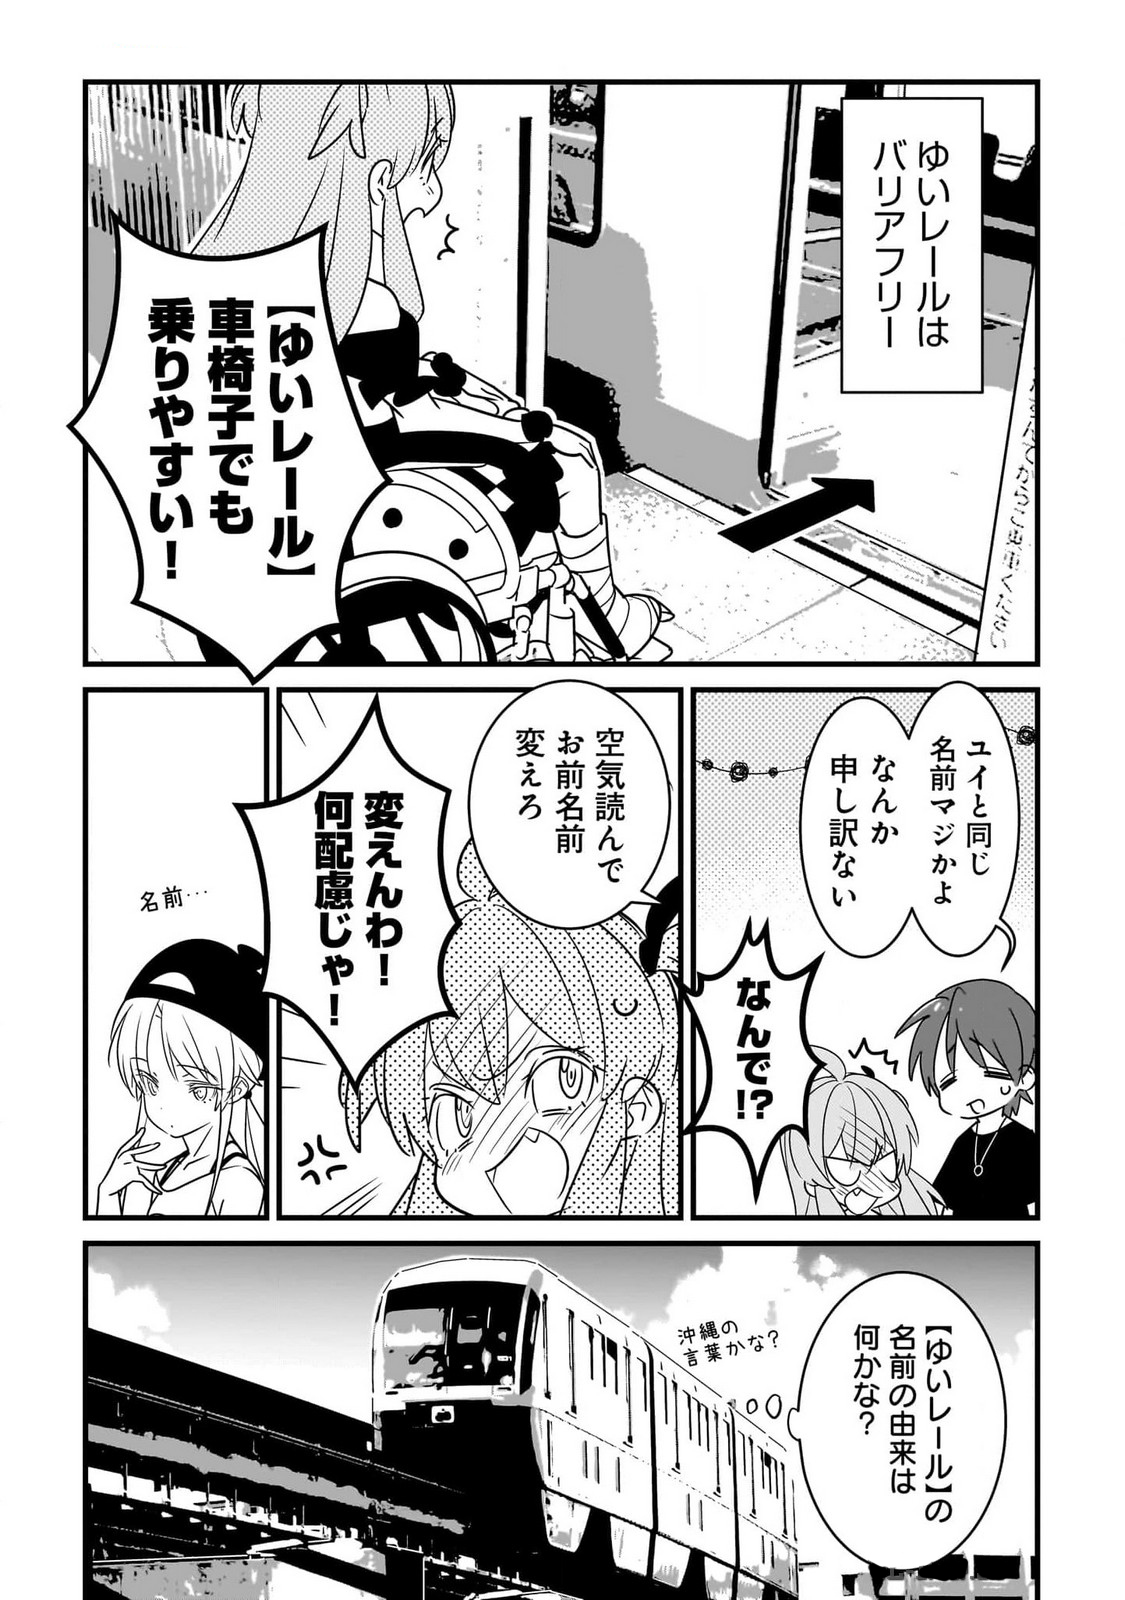 ゆいレールは
バリアフリー
【ゆいレール】
車椅子でも
乗りやすい！
ユイと同じ
名前マジかよ
なんか
申し訳ない
なんで!?
空気読んで
お前名前
変えろ
変えんわ！
何配慮じゃ！
名前…
【ゆいレール】の
名前の由来は
何かな？
沖縄の
言葉かな？